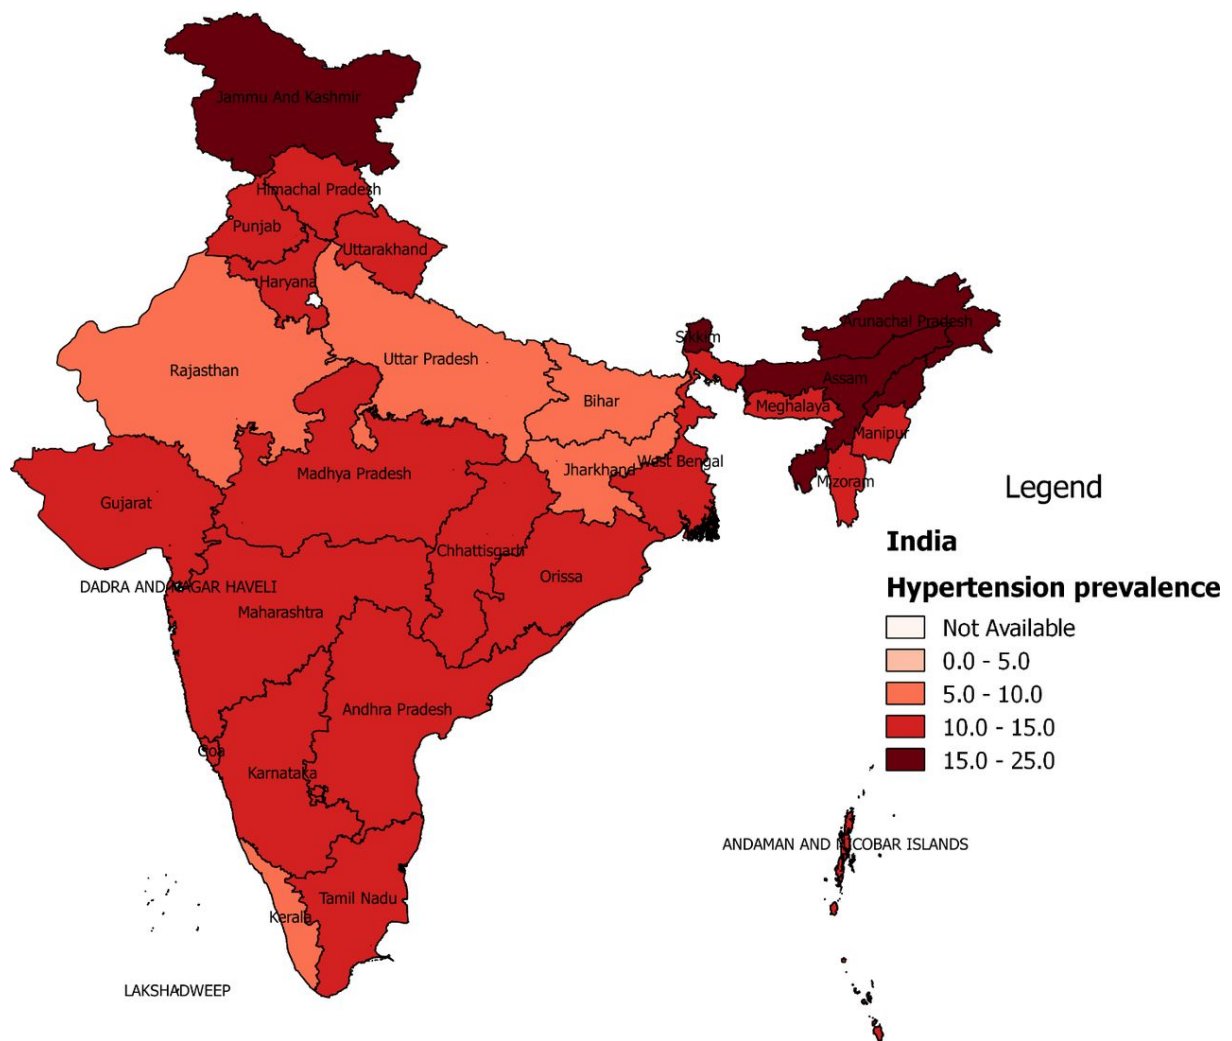 Jammu And Kashmir
Himachal Pradesh
Punjab
Uttarakhand
Haryana
Arunachal Pradesh
Sikkim
Uttar Pradesh
Rajasthan
Assam
Bihar
Meghalaya
Manipur
West Bengal
Jharkhand
Madhya Pradesh
Mizoram
Gujarat
Legend
India
Chhattisgarh
Orissa
DADRA AND NAGAR HAVELI
Hypertension prevalence
Maharashtra
Not Available
0.0 - 5.0
5.0 - 10.0
Andhra Pradesh
10.0 - 15.0
Goa
15.0 - 25.0
Karnataka
ANDAMAN AND NICOBAR ISLANDS
Tamil Nadu
Kerala
LAKSHADWEEP